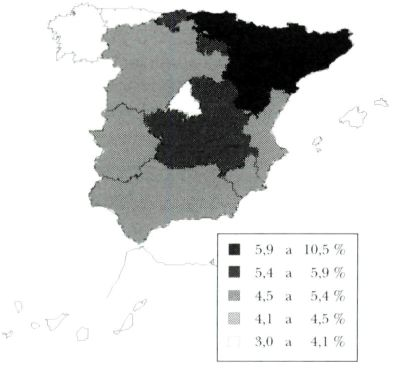 5,9 a 10,5 %
5,4 a 5,9 %
4,5 a 5,4 %
4,1 a 4,5 %
3,0 a 4,1 %